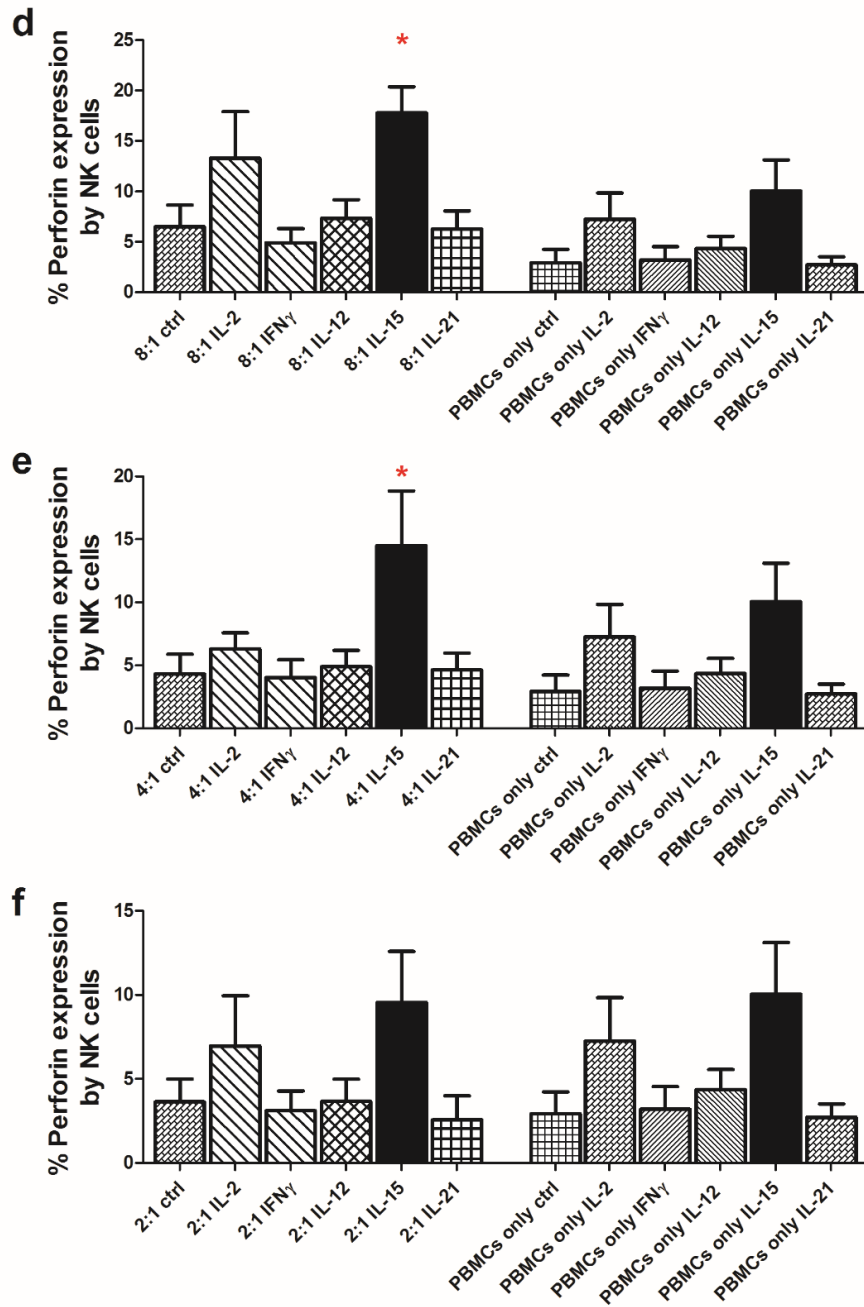 d
% Perforin expression
by NK cells
25
20
15
10
5
0
*
8:1 ctrl
8:1 IL-2
8:1 IFNγ
8:1 IL-12
8:1 IL-15
8:1 IL-21
PBMCs only ctrl
PBMCs only IL-2
PBMCs only IFNγ
PBMCs only IL-12
PBMCs only IL-15
PBMCs only IL-21
e
% Perforin expression
by NK cells
20
15
10
5
0
*
4:1 ctrl
4:1 IL-2
4:1 IFNγ
4:1 IL-12
4:1 IL-15
4:1 IL-21
PBMCs only ctrl
PBMCs only IL-2
PBMCs only IFNγ
PBMCs only IL-12
PBMCs only IL-15
PBMCs only IL-21
f
% Perforin expression
by NK cells
15
10
5
0
2:1 ctrl
2:1 IL-2
2:1 IFNγ
2:1 IL-12
2:1 IL-15
2:1 IL-21
PBMCs only ctrl
PBMCs only IL-2
PBMCs only IFNγ
PBMCs only IL-12
PBMCs only IL-15
PBMCs only IL-21